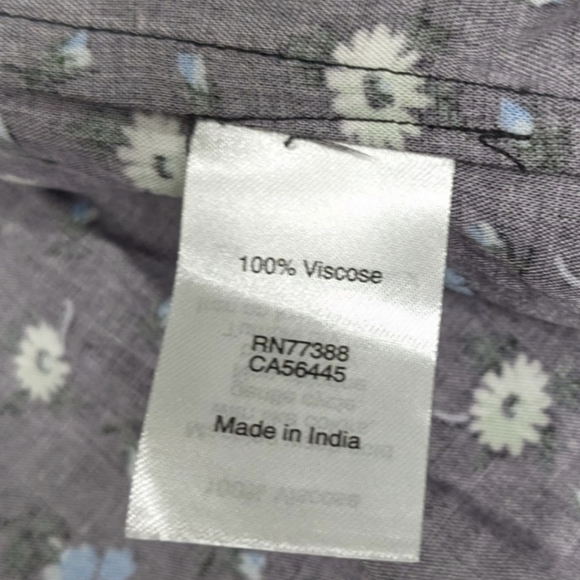 100% Viscose
RN77388
CA56445
Made in India